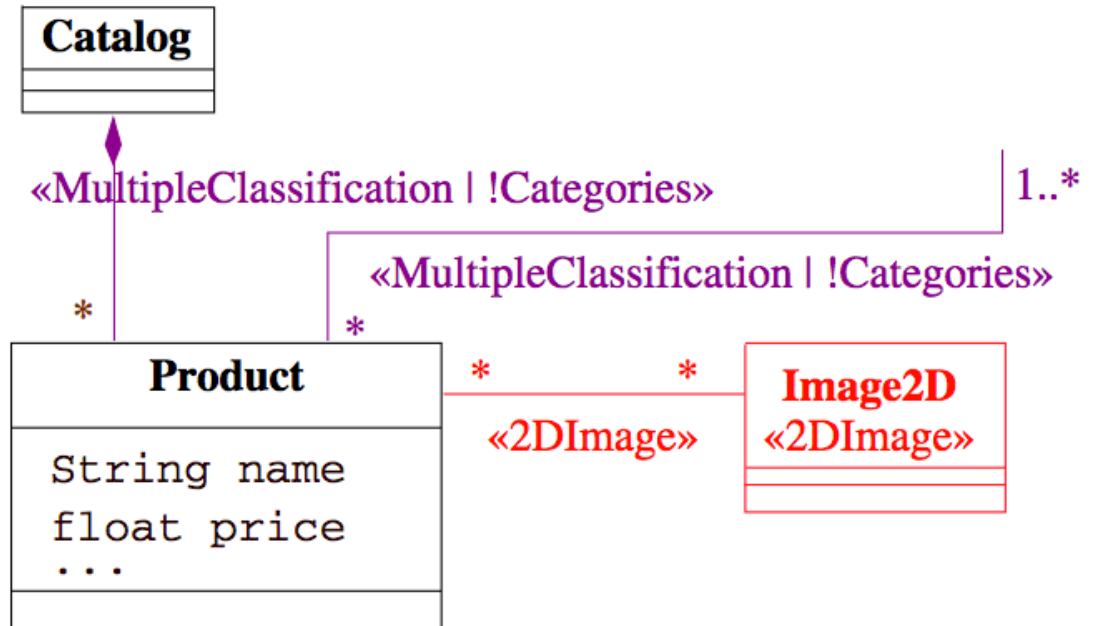 Catalog
«MultipleClassification | !Categories»
1..*
«MultipleClassification | !Categories»
*
*
Product
*
*
Image2D
«2DImage»
«2DImage»
String name
float price
...